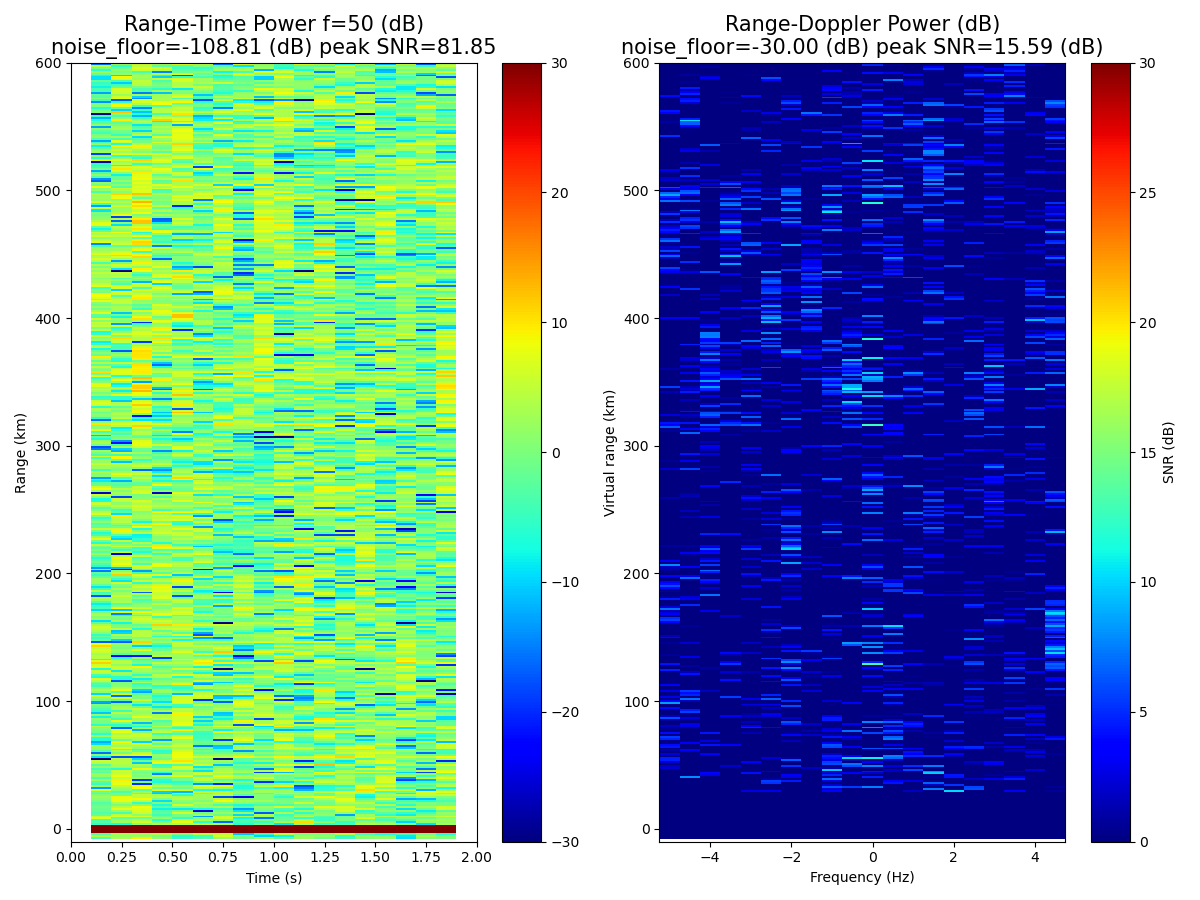 Range-Time Power f=50 (dB)
noise_floor=-108.81 (dB) peak SNR=81.85
Range (km)
600
500
400
300
200
100
0
0.00 0.25 0.50 0.75 1.00 1.25 1.50 1.75 2.00
Time (s)
30
20
10
0
−10
−20
−30
Range-Doppler Power (dB)
noise_floor=-30.00 (dB) peak SNR=15.59 (dB)
Virtual range (km)
600
500
400
300
200
100
0
−4 −2 0 2 4
Frequency (Hz)
30
25
20
15
10
5
0
SNR (dB)